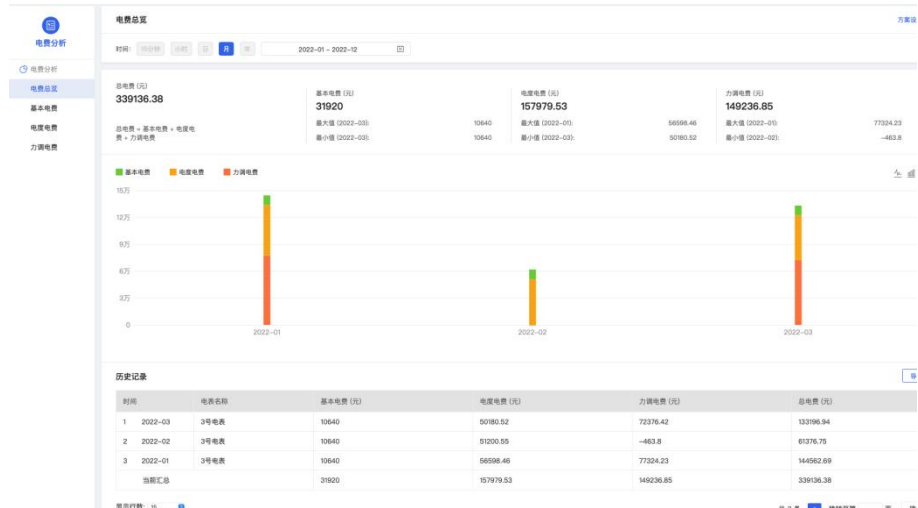 电费分析
电费分析
电费总览
基本电费
电度电费
力调电费
电费总览
方案设
时间: 15分钟 小时 日 月 年 2022-01 ~ 2022-12
总电费 (元)
339136.38
总电费 = 基本电费 + 电度电
费 + 力调电费
基本电费 (元)
31920
最大值 (2022-03): 10640
最小值 (2022-03): 10640
电度电费 (元)
157979.53
最大值 (2022-01): 56598.46
最小值 (2022-03): 50180.52
力调电费 (元)
149236.85
最大值 (2022-01): 77324.23
最小值 (2022-02): -463.8
基本电费 电度电费 力调电费
15万
12万
9万
6万
3万
0
2022-01 2022-02 2022-03
历史记录
导
时间 电表名称 基本电费 (元) 电度电费 (元) 力调电费 (元) 总电费 (元)
1 2022-03 3号电表 10640 50180.52 72376.42 133196.94
2 2022-02 3号电表 10640 51200.55 -463.8 61376.75
3 2022-01 3号电表 10640 56598.46 77324.23 144562.69
当前汇总 31920 157979.53 149236.85 339136.38